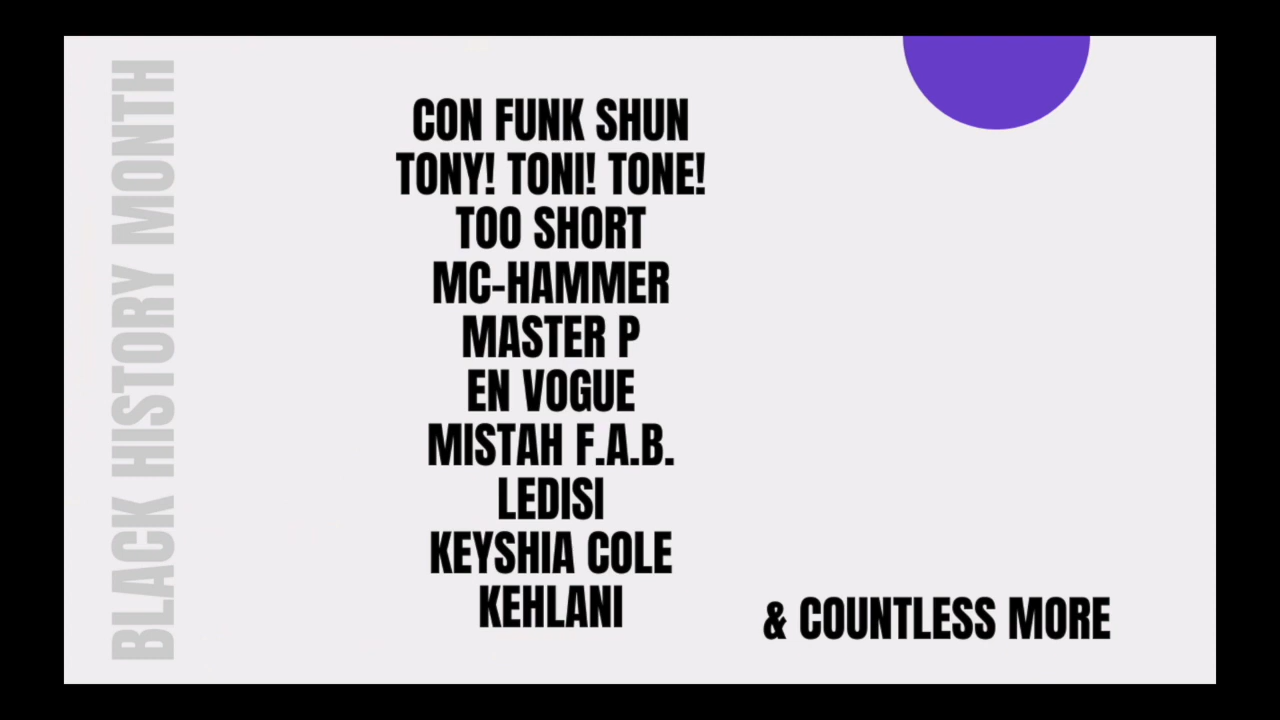 BLACK HISTORY MONTH
CON FUNK SHUN
TONY! TONI! TONE!
TOO SHORT
MC-HAMMER
MASTER P
EN VOGUE
MISTAH F.A.B.
LEDISI
KEYSHIA COLE
KEHLANI
& COUNTLESS MORE